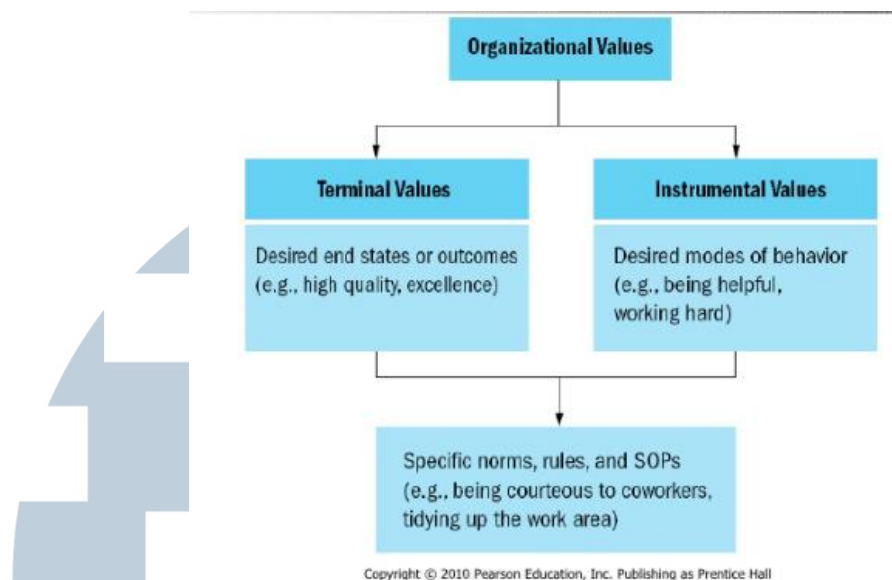 Organizational Values
Terminal Values
Desired end states or outcomes
(e.g., high quality, excellence)
Instrumental Values
Desired modes of behavior
(e.g., being helpful,
working hard)
Specific norms, rules, and SOPs
(e.g., being courteous to coworkers,
tidying up the work area)
Copyright © 2010 Pearson Education, Inc. Publishing as Prentice Hall